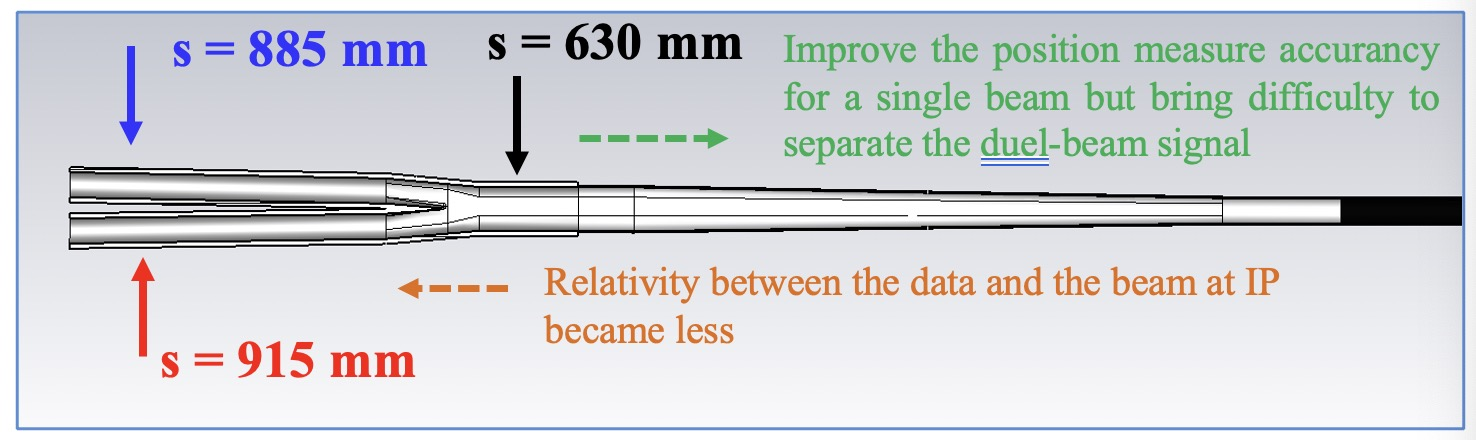 s = 885 mm
s = 630 mm
Improve the position measure accurancy
for a single beam but bring difficulty to
separate the duel-beam signal
Relativity between the data and the beam at IP
became less
s = 915 mm